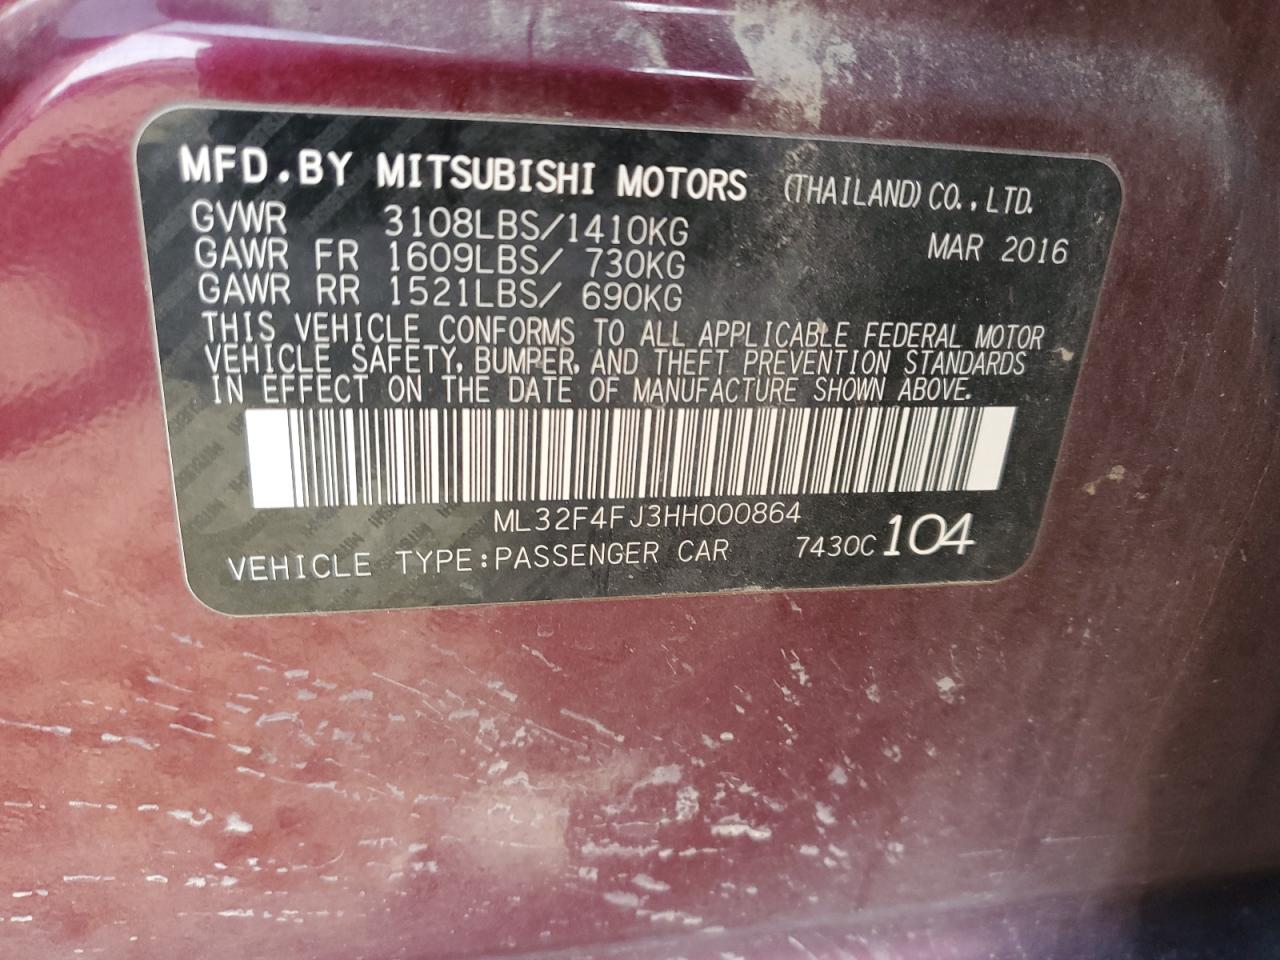 MFD.BY MITSUBISHI MOTORS (THAILAND) CO., LTD.
GVWR 3108LBS/1410KG MAR 2016
GAWR FR 1609LBS/ 730KG
GAWR RR 1521LBS/ 690KG
THIS VEHICLE CONFORMS TO ALL APPLICABLE FEDERAL MOTOR
VEHICLE SAFETY, BUMPER, AND THEFT PREVENTION STANDARDS
IN EFFECT ON THE DATE OF MANUFACTURE SHOWN ABOVE.
ML32F4FJ3HH000864
VEHICLE TYPE:PASSENGER CAR 7430C 104